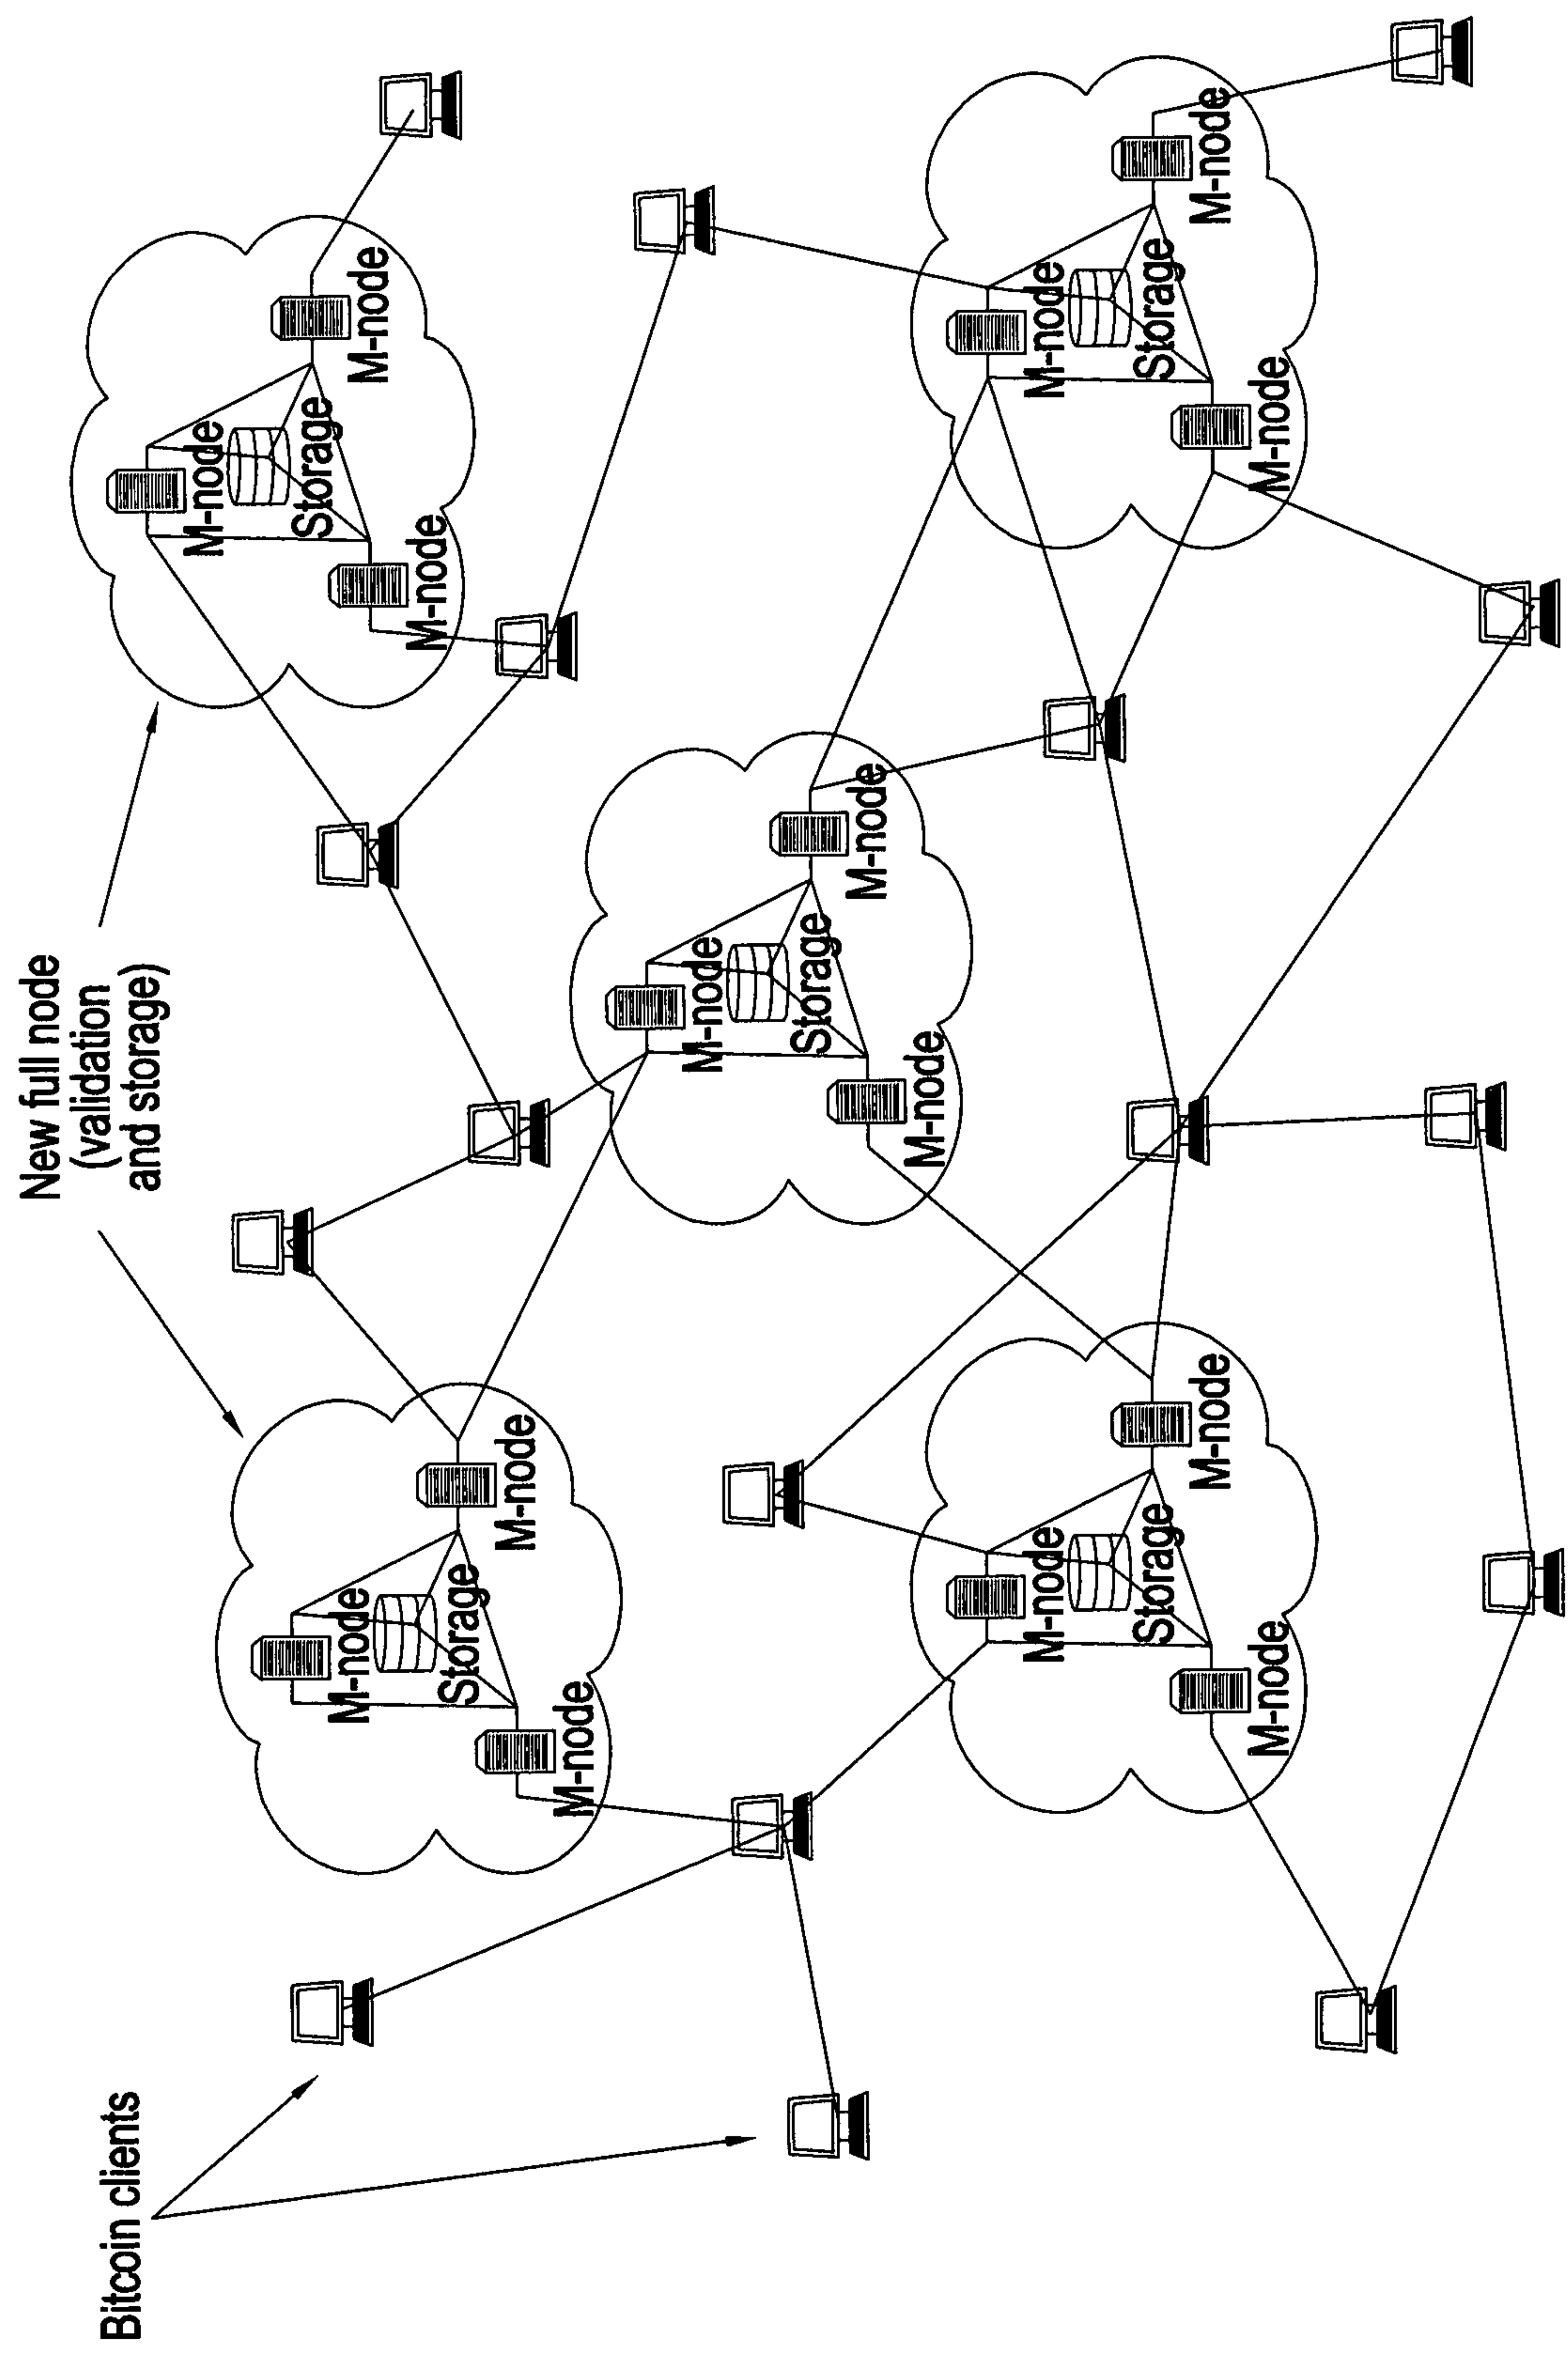 Bitcoin clients
New full node
(validation
and storage)
M-node
Storage
M-node
M-node
M-node
Storage
M-node
M-node
M-node
Storage
M-node
M-node
M-node
Storage
M-node
M-node
M-node
Storage
M-node
M-node